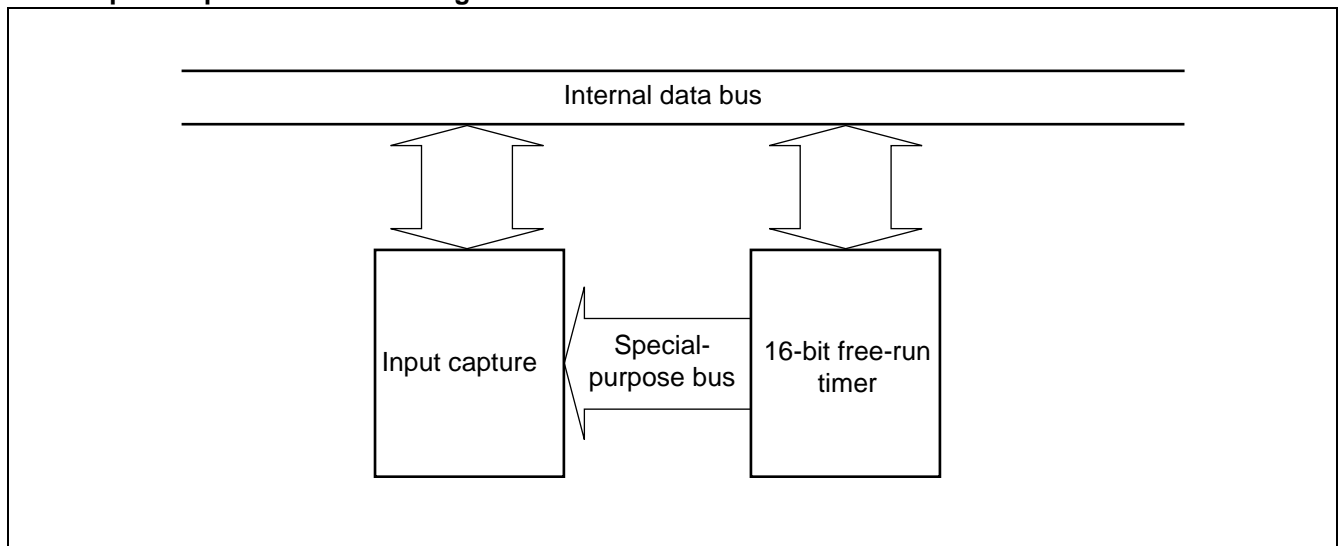 Internal data bus
Input capture
Special-
purpose bus
16-bit free-run
timer